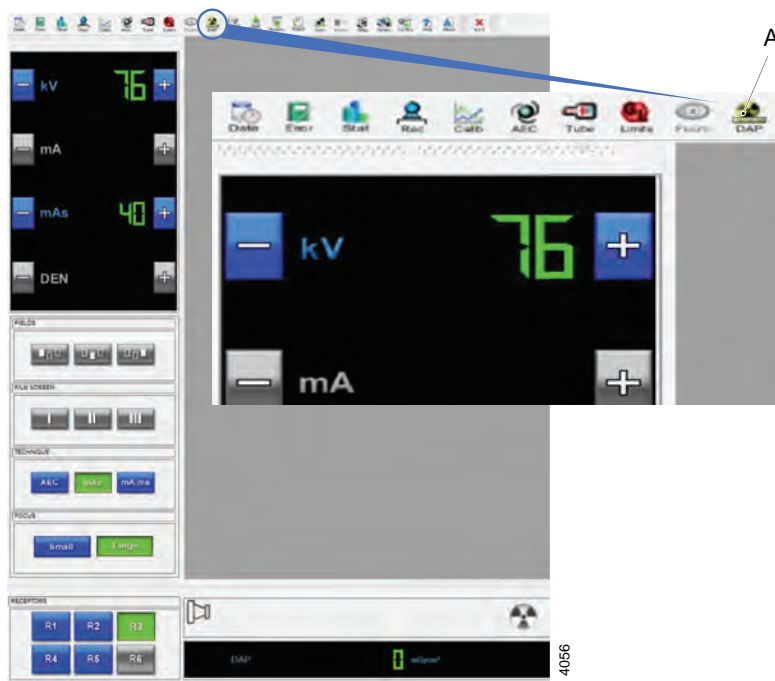 A
Date Error Stat Rec Calib AEC Tube Limits Fluoro DAP
kV 76
mA
mAs 40
DEN
kV 76
mA
FIELDS
FILM SCREEN
I II III
TECHNIQUE
AEC mAs mA,ms
FOCUS
Small Large
RECEPTORS
R1 R2 R3
R4 R5 R6
DAP 0 mGycm²
4056